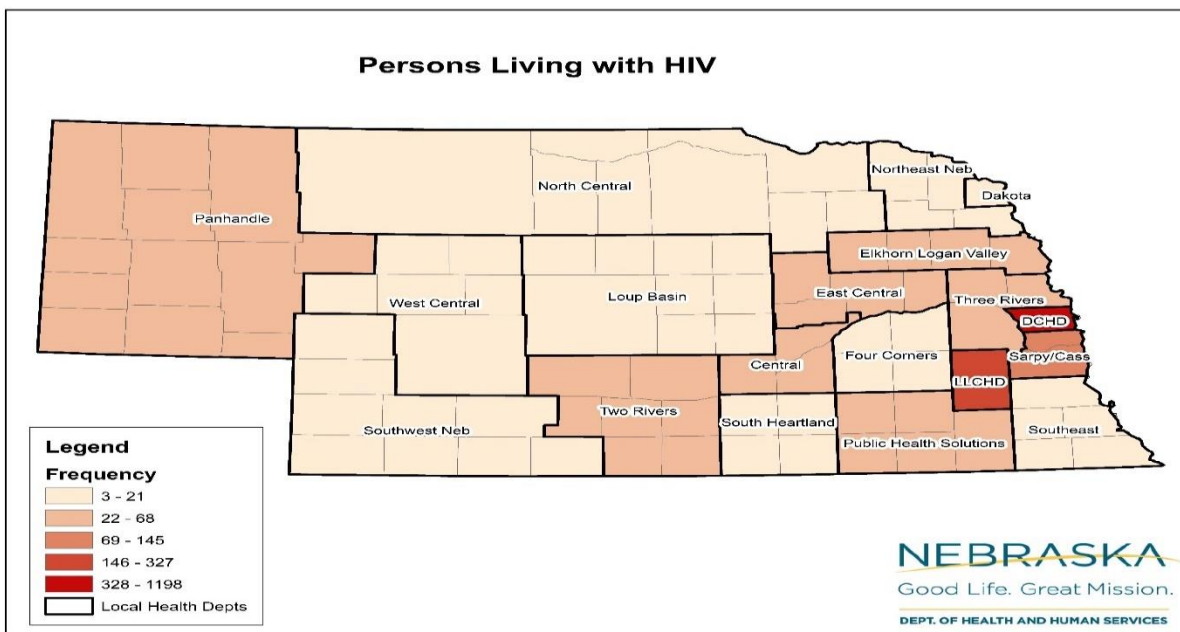 Persons Living with HIV
Northeast Neb
North Central
Dakota
Panhandle
Elkhorn Logan Valley
East Central
Loup Basin
West Central
Three Rivers
DCHD
Four Corners
Sarpy/Cass
Central
LLCHD
Two Rivers
South Heartland
Southwest Neb
Southeast
Public Health Solutions
Legend
Frequency
3 - 21
22 - 68
69 - 145
146 - 327
328 - 1198
Local Health Depts
NEBRASKA
Good Life. Great Mission.
DEPT. OF HEALTH AND HUMAN SERVICES